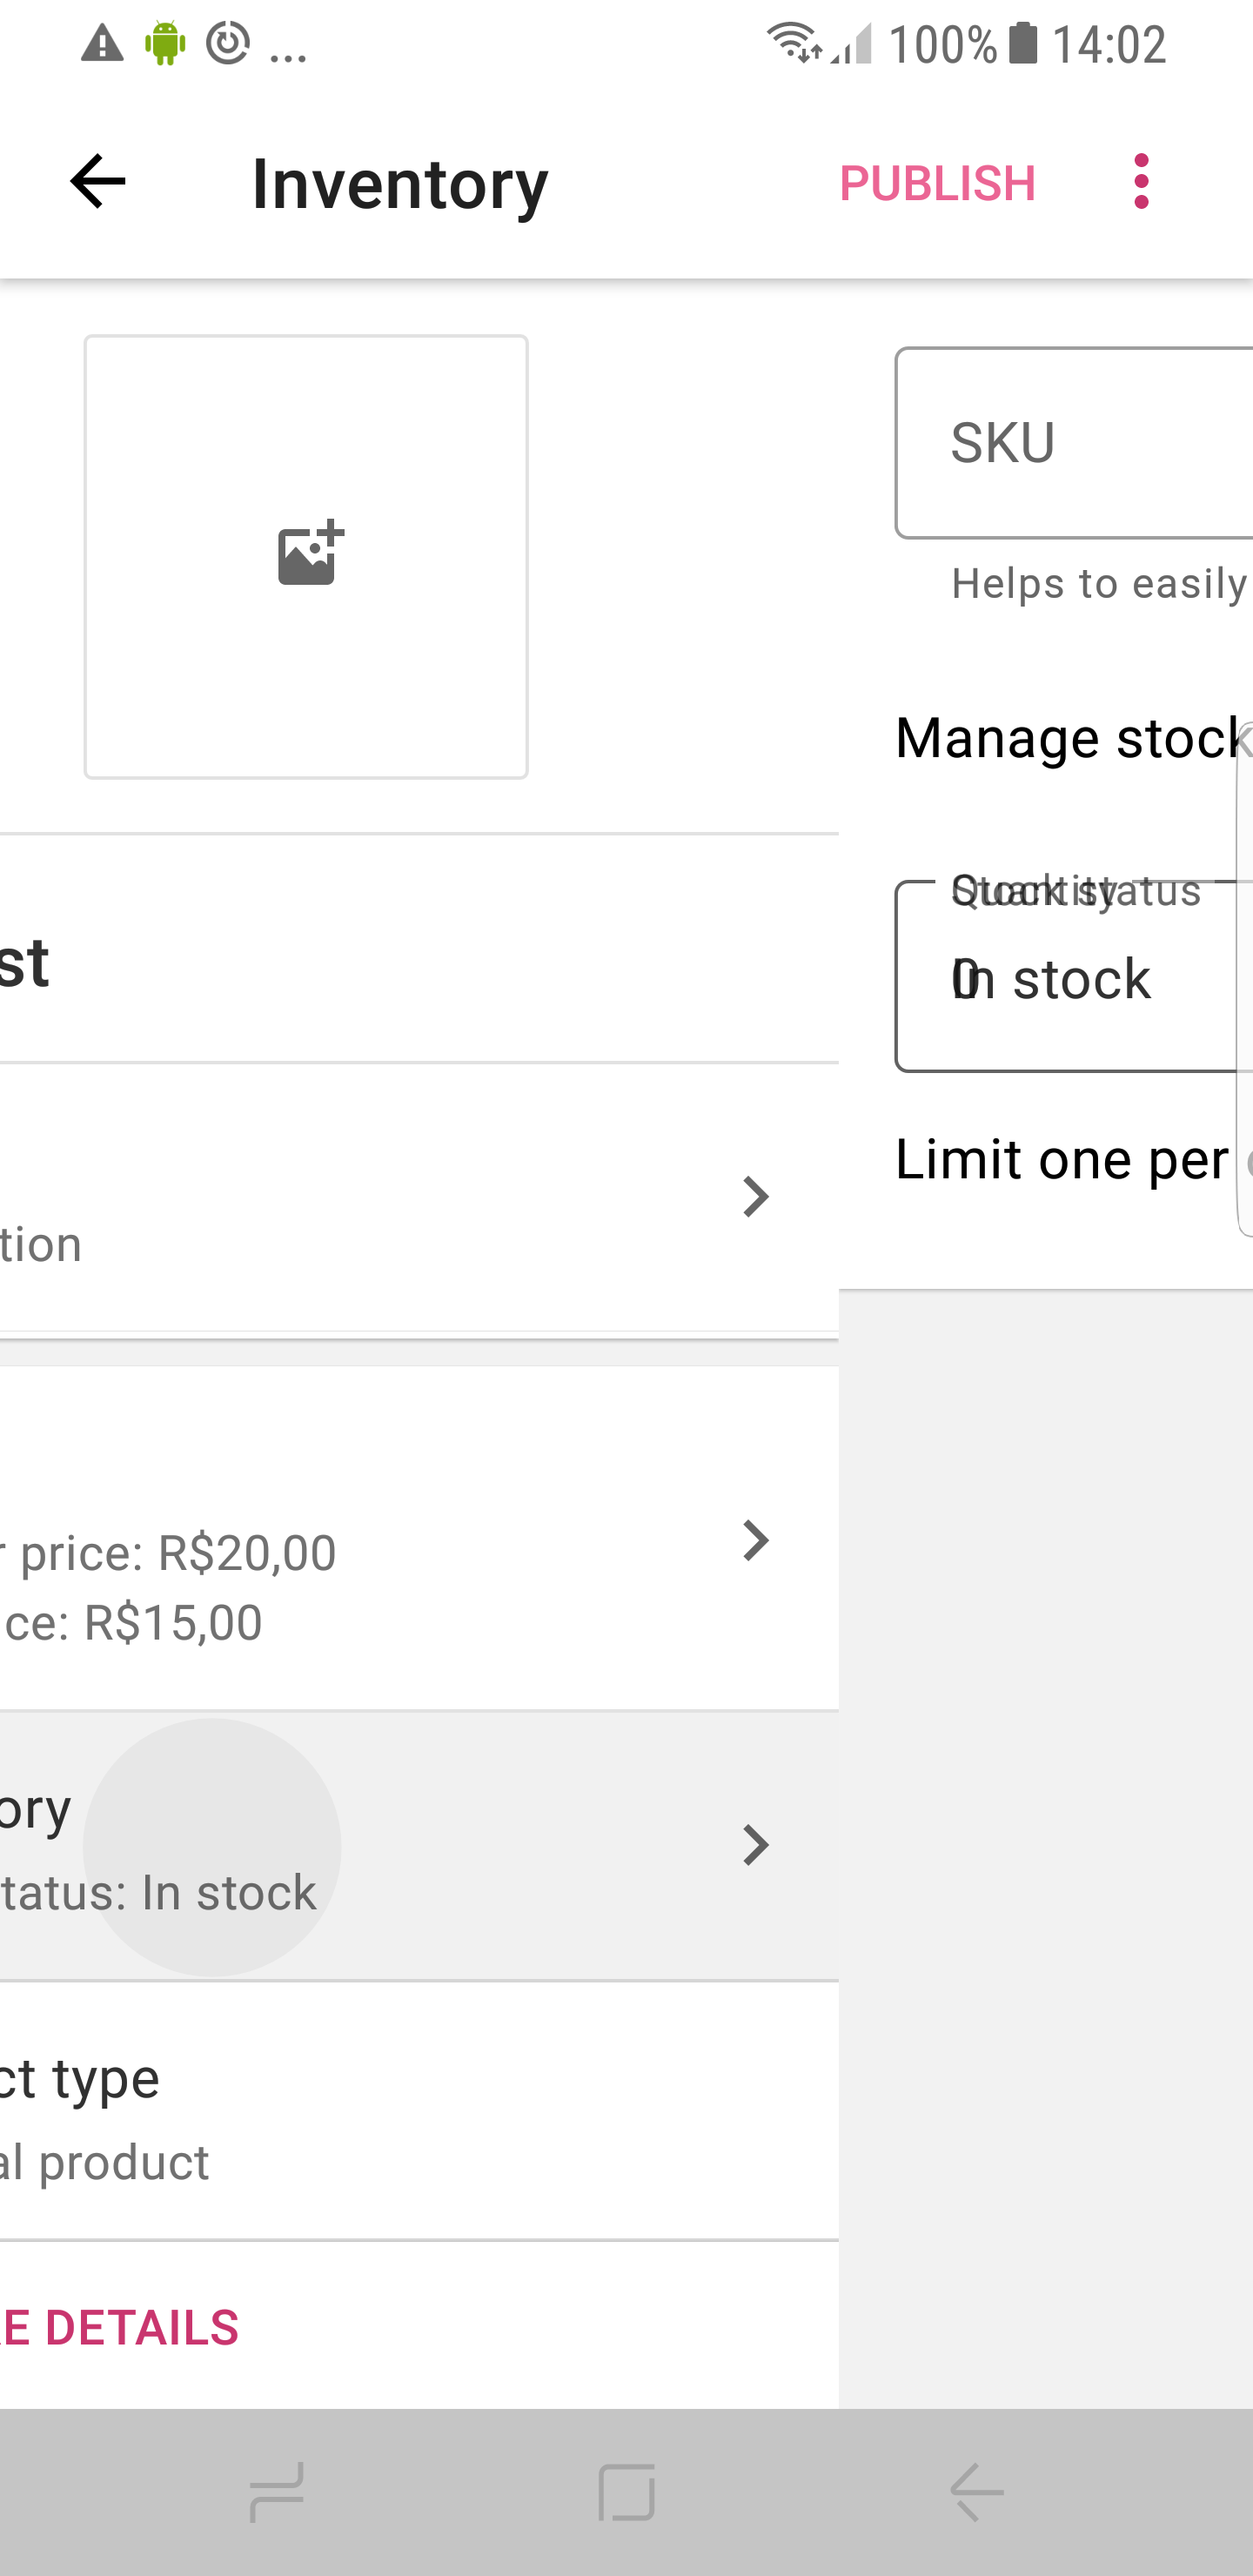 ... 100% 14:02
Inventory PUBLISH
SKU
Helps to easily
Manage stock
Quantity
Stock status
0
In stock
Limit one per
st
tion
r price: R$20,00
ce: R$15,00
ory
tatus: In stock
ct type
al product
E DETAILS